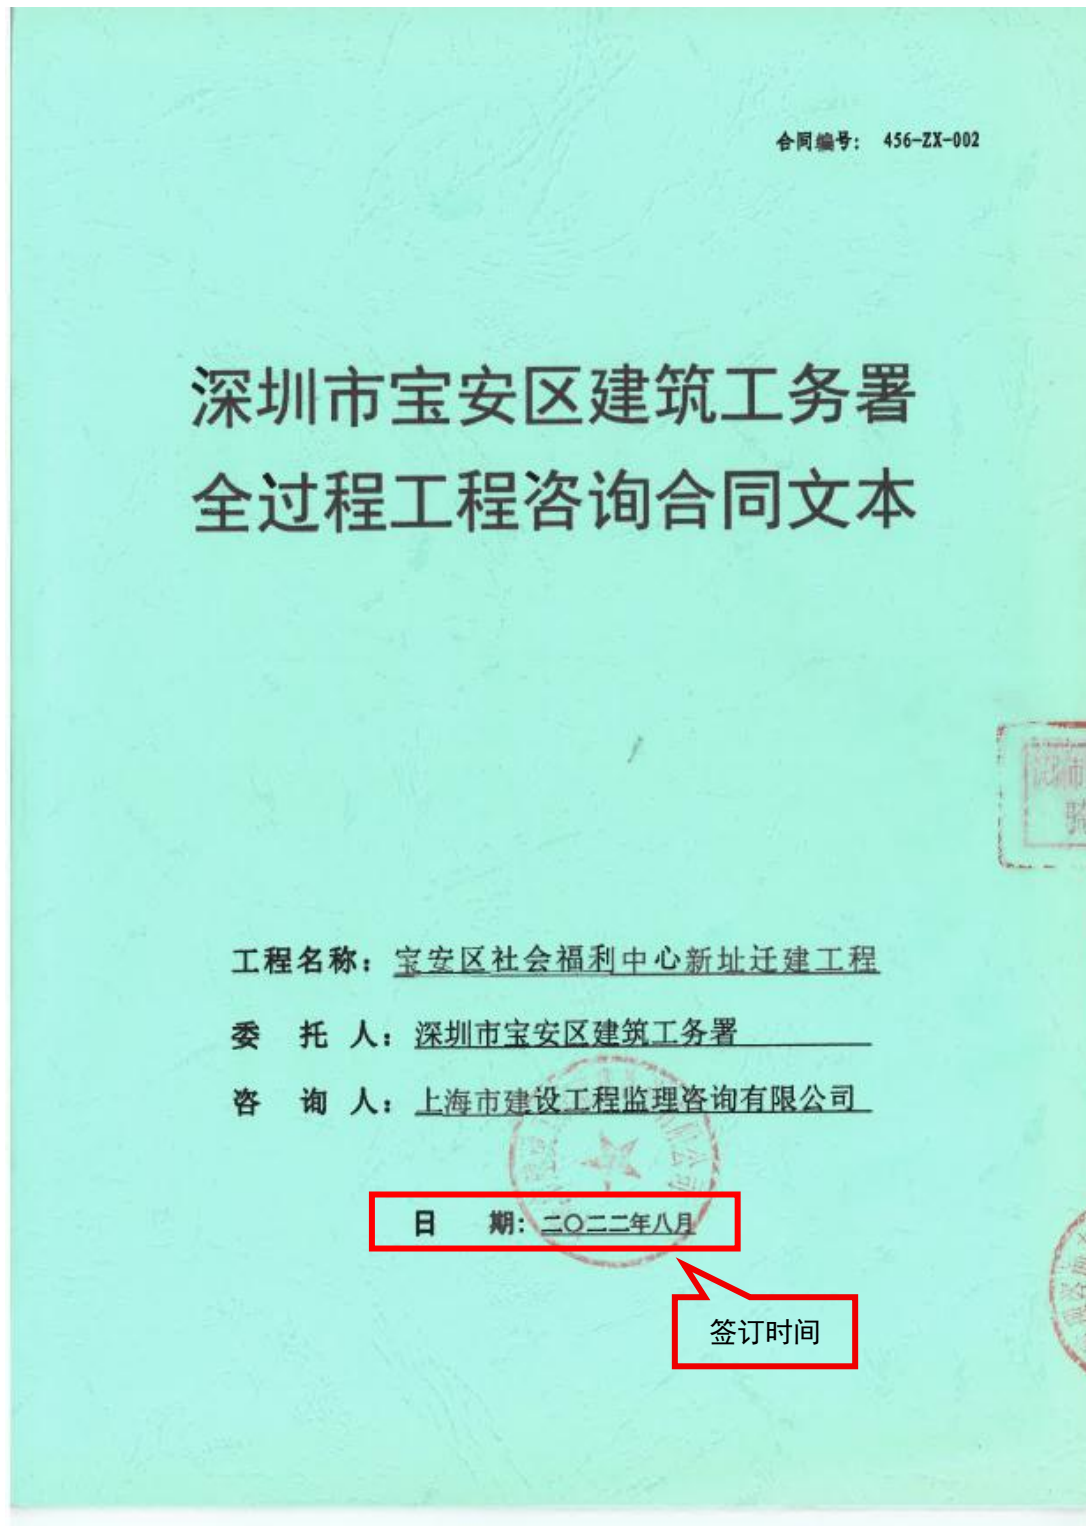 合同编号： 456-ZX-002
深圳市宝安区建筑工务署
全过程工程咨询合同文本
工程名称：宝安区社会福利中心新址迁建工程
委 托 人：深圳市宝安区建筑工务署
咨 询 人：上海市建设工程监理咨询有限公司
日 期：二〇二二年八月
签订时间